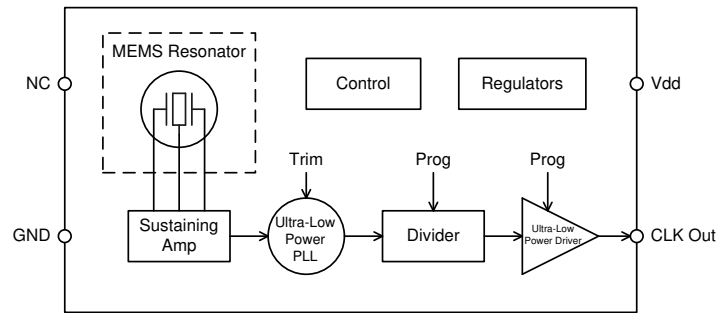 MEMS Resonator
NC
Control
Regulators
Vdd
Trim
Prog
Prog
GND
Sustaining
Amp
Ultra-Low
Power
PLL
Divider
Ultra-Low
Power Driver
CLK Out